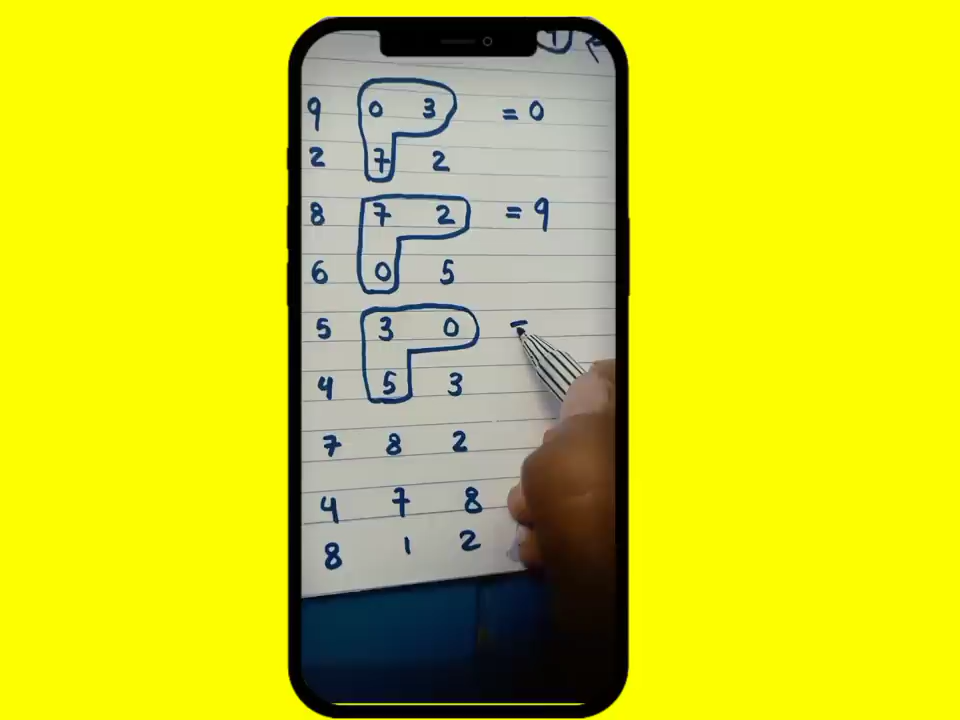 9 0 3 = 0
2 7 2
8 7 2 = 9
6 0 5
5 3 0
4 5 3
7 8 2
4 7 8
8 1 2